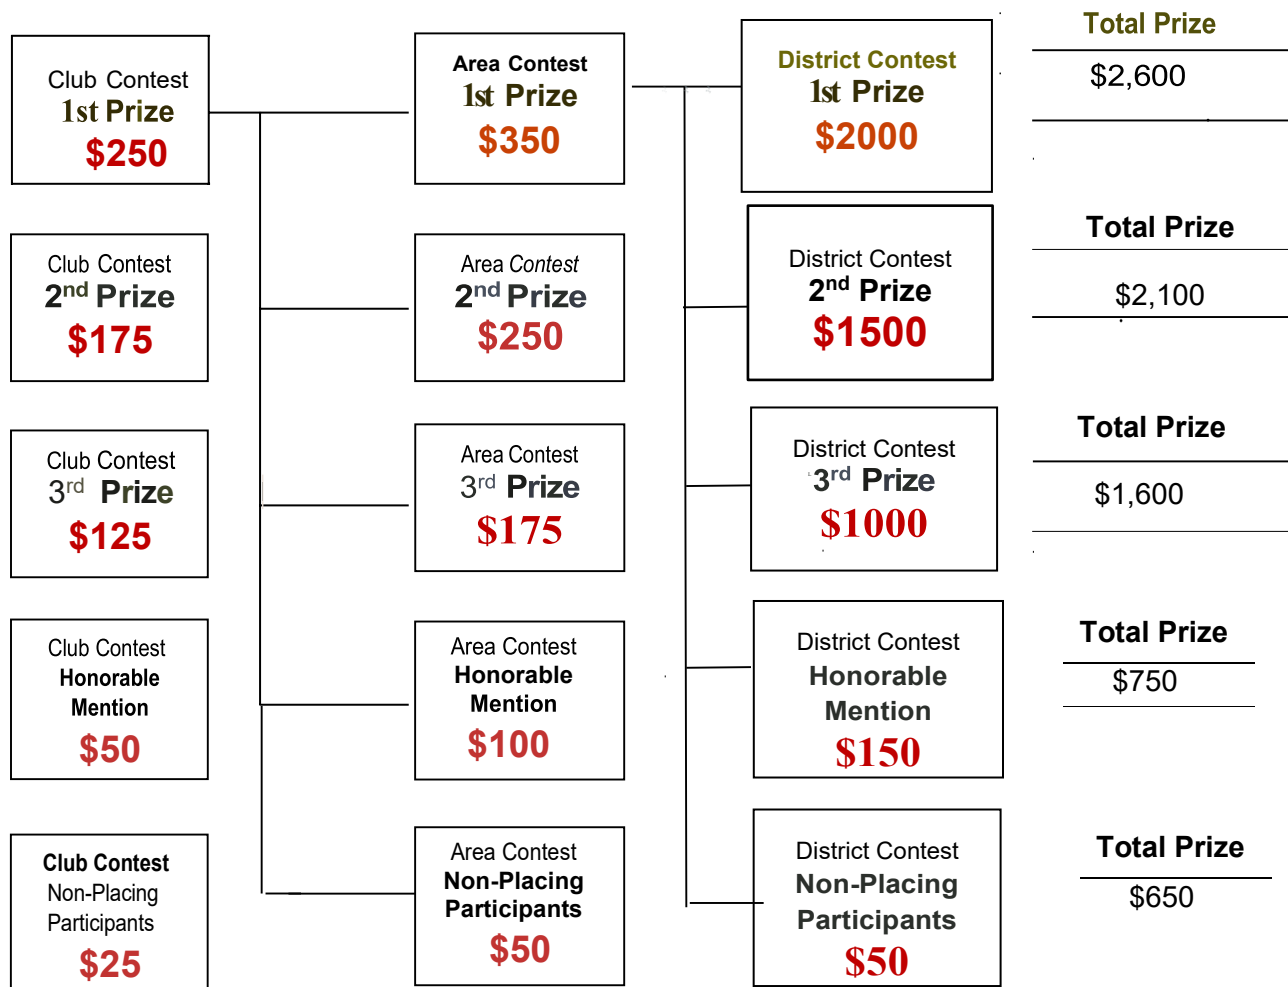 Club Contest
1st Prize
$250
Area Contest
1st Prize
$350
District Contest
1st Prize
$2000
Total Prize
$2,600
Club Contest
2nd Prize
$175
Area Contest
2nd Prize
$250
District Contest
2nd Prize
$1500
Total Prize
$2,100
Club Contest
3rd Prize
$125
Area Contest
3rd Prize
$175
District Contest
3rd Prize
$1000
Total Prize
$1,600
Club Contest
Honorable
Mention
$50
Area Contest
Honorable
Mention
$100
District Contest
Honorable
Mention
$150
Total Prize
$750
Club Contest
Non-Placing
Participants
$25
Area Contest
Non-Placing
Participants
$50
District Contest
Non-Placing
Participants
$50
Total Prize
$650